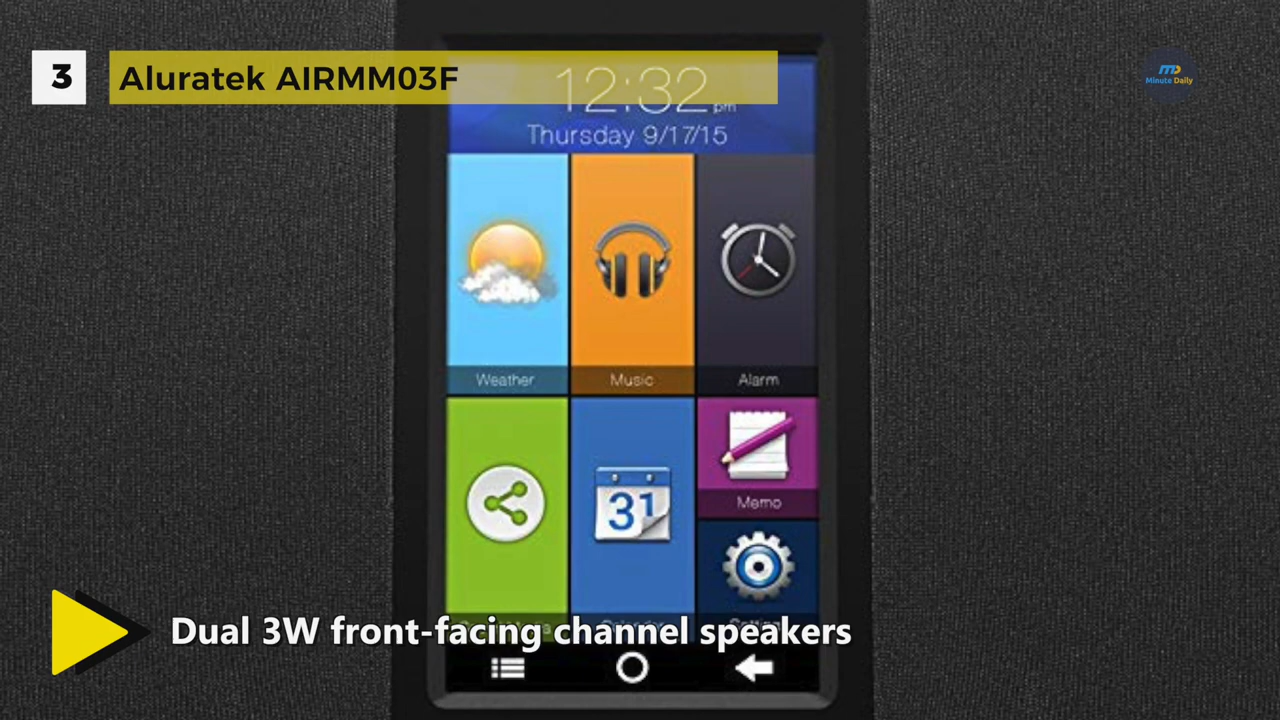 3
Aluratek AIRMM03F
Minute Daily
12:32 pm
Thursday 9/17/15
Weather
Music
Alarm
31
Memo
Dual 3W front-facing channel speakers